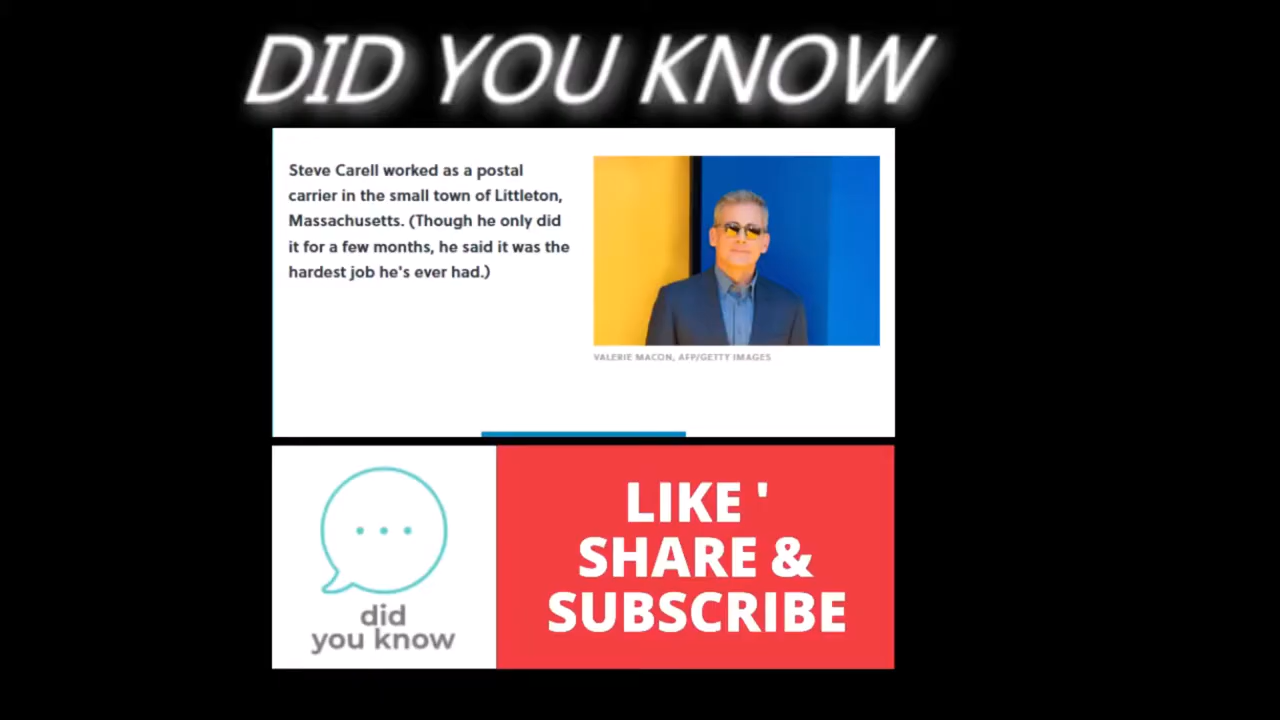 DID YOU KNOW
Steve Carell worked as a postal
carrier in the small town of Littleton,
Massachusetts. (Though he only did
it for a few months, he said it was the
hardest job he's ever had.)
VALERIE MACON, AFP/GETTY IMAGES
did
you know
LIKE '
SHARE &
SUBSCRIBE